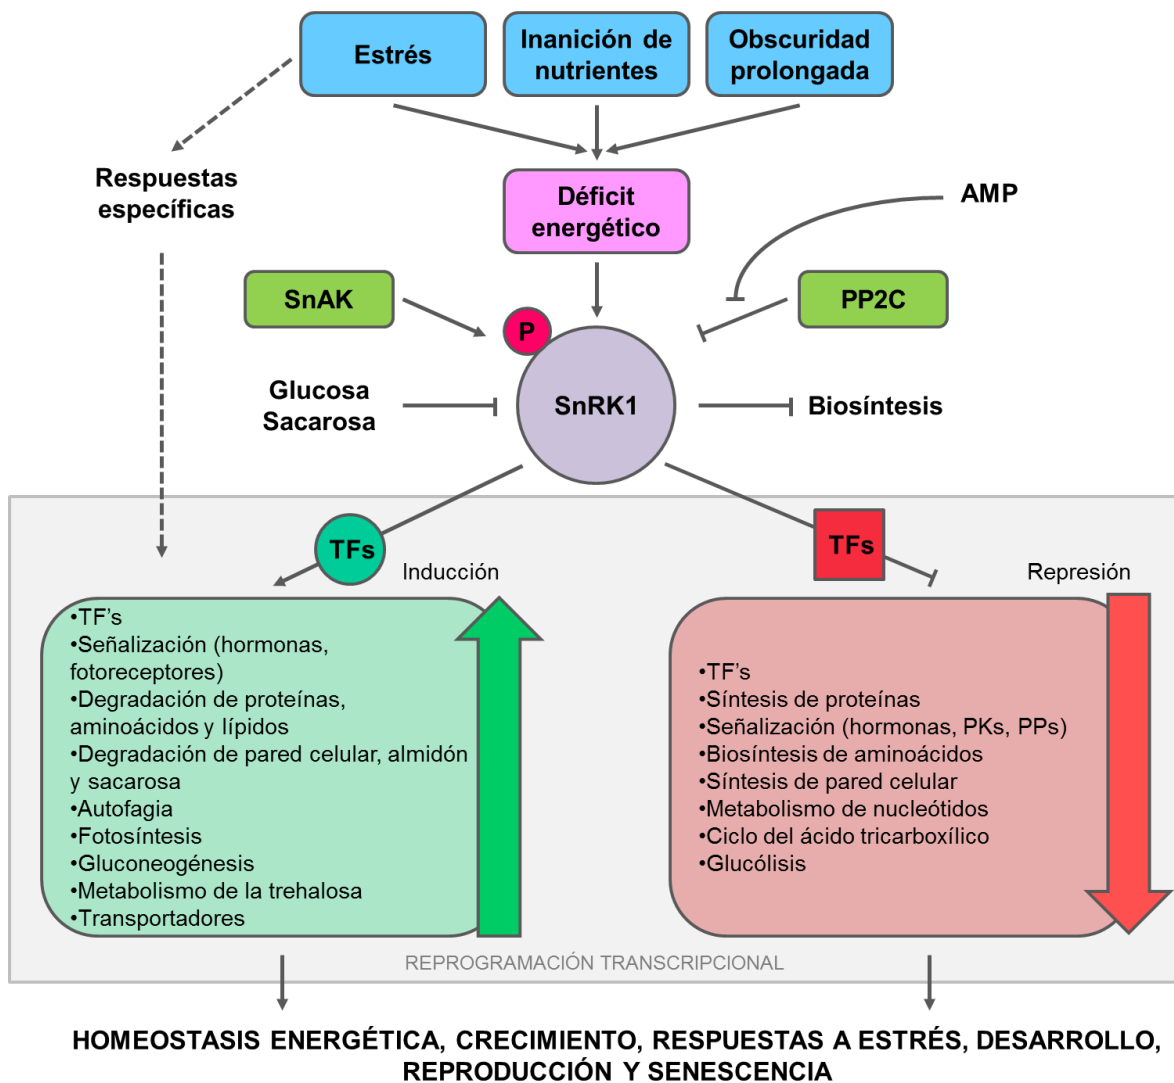 Estrés
Inanición de
nutrientes
Obscuridad
prolongada
Respuestas
específicas
Déficit
energético
AMP
SnAK
PP2C
P
Glucosa
Sacarosa
SnRK1
Biosíntesis
TFs
TFs
Inducción
Represión
•TF’s
•Señalización (hormonas,
fotoreceptores)
•Degradación de proteínas,
aminoácidos y lípidos
•Degradación de pared celular, almidón
y sacarosa
•Autofagia
•Fotosíntesis
•Gluconeogénesis
•Metabolismo de la trehalosa
•Transportadores
•TF’s
•Síntesis de proteínas
•Señalización (hormonas, PKs, PPs)
•Biosíntesis de aminoácidos
•Síntesis de pared celular
•Metabolismo de nucleótidos
•Ciclo del ácido tricarboxílico
•Glucólisis
REPROGRAMACIÓN TRANSCRIPCIONAL
HOMEOSTASIS ENERGÉTICA, CRECIMIENTO, RESPUESTAS A ESTRÉS, DESARROLLO,
REPRODUCCIÓN Y SENESCENCIA